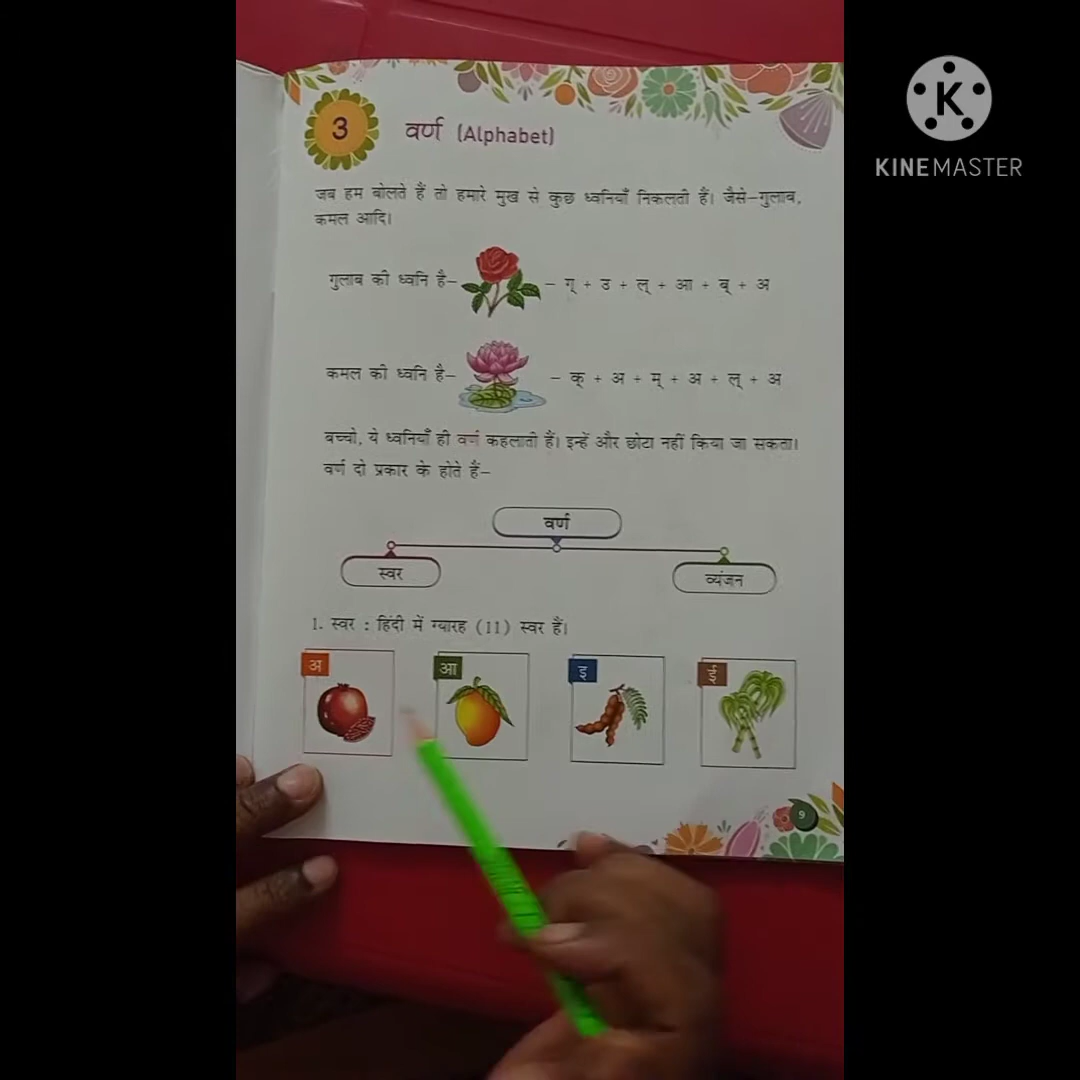 3 वर्ण (Alphabet)
जब हम बोलते हैं तो हमारे मुख से कुछ ध्वनियाँ निकलती हैं। जैसे—गुलाब,
कमल आदि।
गुलाब की ध्वनि है— — ग् + उ + ल् + आ + ब् + अ
कमल की ध्वनि है— — क् + अ + म् + अ + ल् + अ
बच्चो, ये ध्वनियाँ ही वर्ण कहलाती हैं। इन्हें और छोटा नहीं किया जा सकता।
वर्ण दो प्रकार के होते हैं—
वर्ण
स्वर व्यंजन
1. स्वर : हिंदी में ग्यारह (11) स्वर हैं।
अ आ इ ई
9
K
KINEMASTER